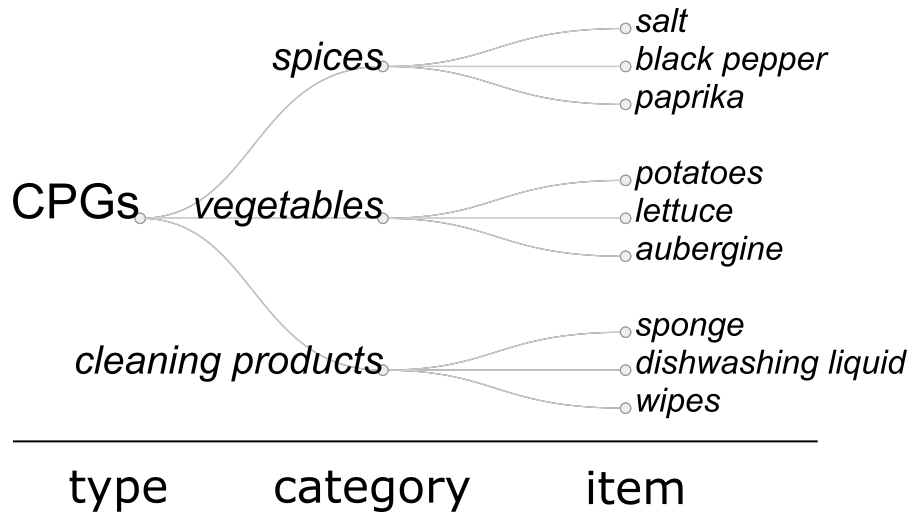 CPGs
spices
salt
black pepper
paprika
vegetables
potatoes
lettuce
aubergine
cleaning products
sponge
dishwashing liquid
wipes
type category item